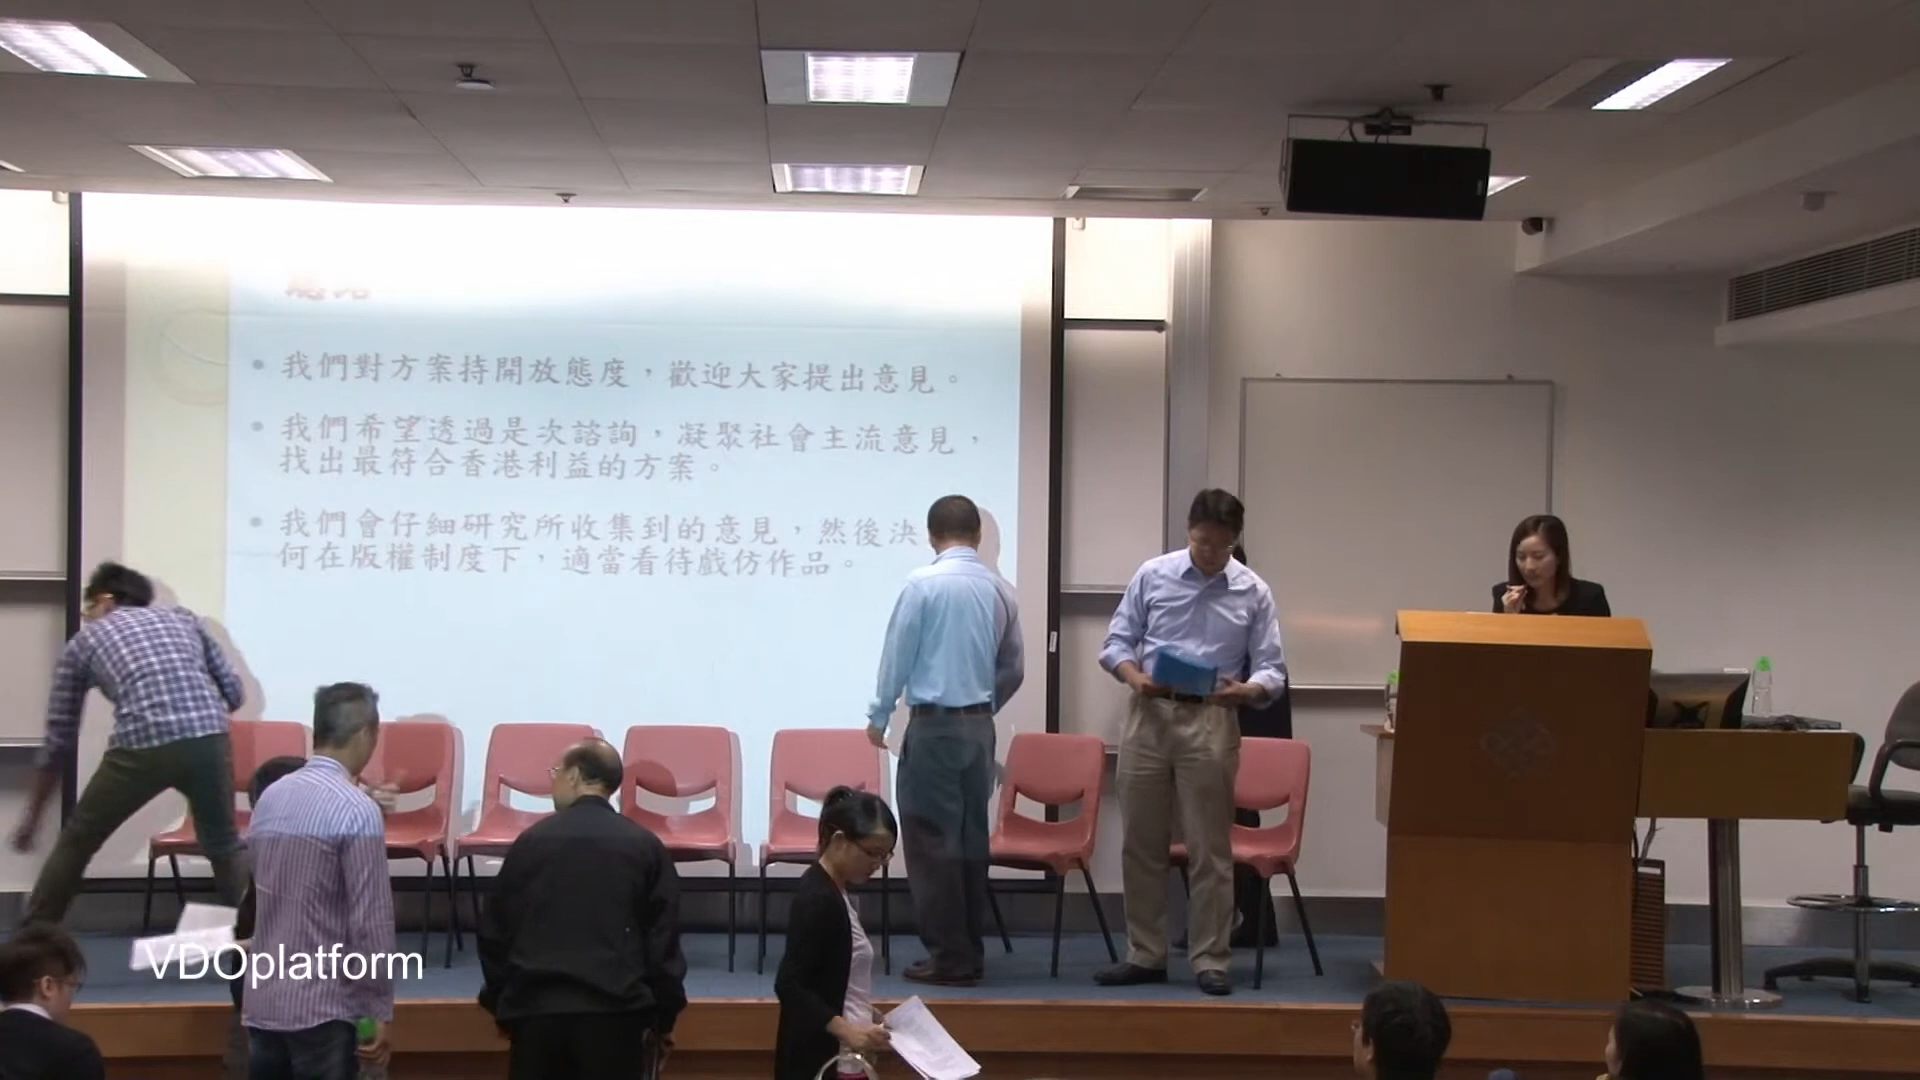 我們對方案持開放態度，歡迎大家提出意見。
我們希望透過是次諮詢，凝聚社會主流意見，
找出最符合香港利益的方案。
我們會仔細研究所收集到的意見，然後決
何在版權制度下，適當看待戲仿作品。
VDOplatform